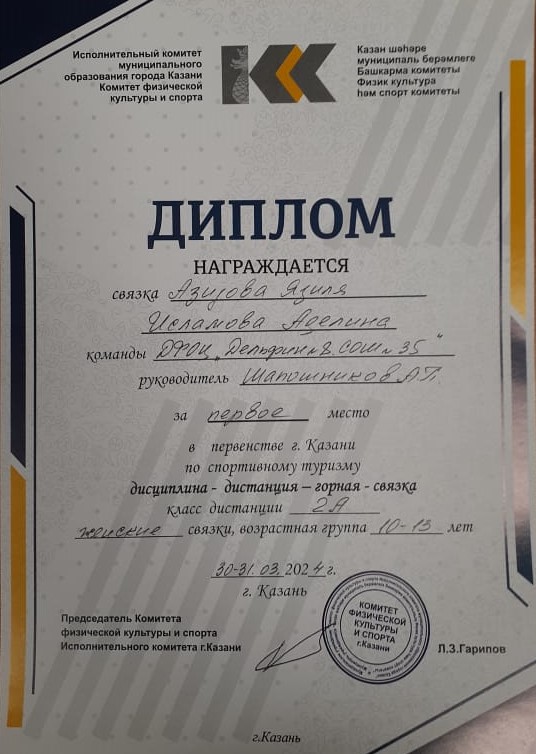 Исполнительный комитет
муниципального
образования города Казани
Комитет физической
культуры и спорта
Казан шәһәре
муниципаль берәмлеге
Башкарма комитеты
Физик культура
һәм спорт комитеты
ДИПЛОМ
НАГРАЖДАЕТСЯ
связка Азизова Язиля
Исламова Аделина
команды ДФОЦ „Дельфин №8, СОШ № 35"
руководитель Шапошников А.П.
за первое место
в первенстве г. Казани
по спортивному туризму
дисциплина - дистанция – горная - связка
класс дистанции 2А
женские связки, возрастная группа 10-13 лет
30-31.03.2024 г.
г. Казань
Председатель Комитета
физической культуры и спорта
Исполнительного комитета г.Казани
КОМИТЕТ
ФИЗИЧЕСКОЙ
КУЛЬТУРЫ
И СПОРТА
г.Казани
Л.З.Гарипов
г.Казань